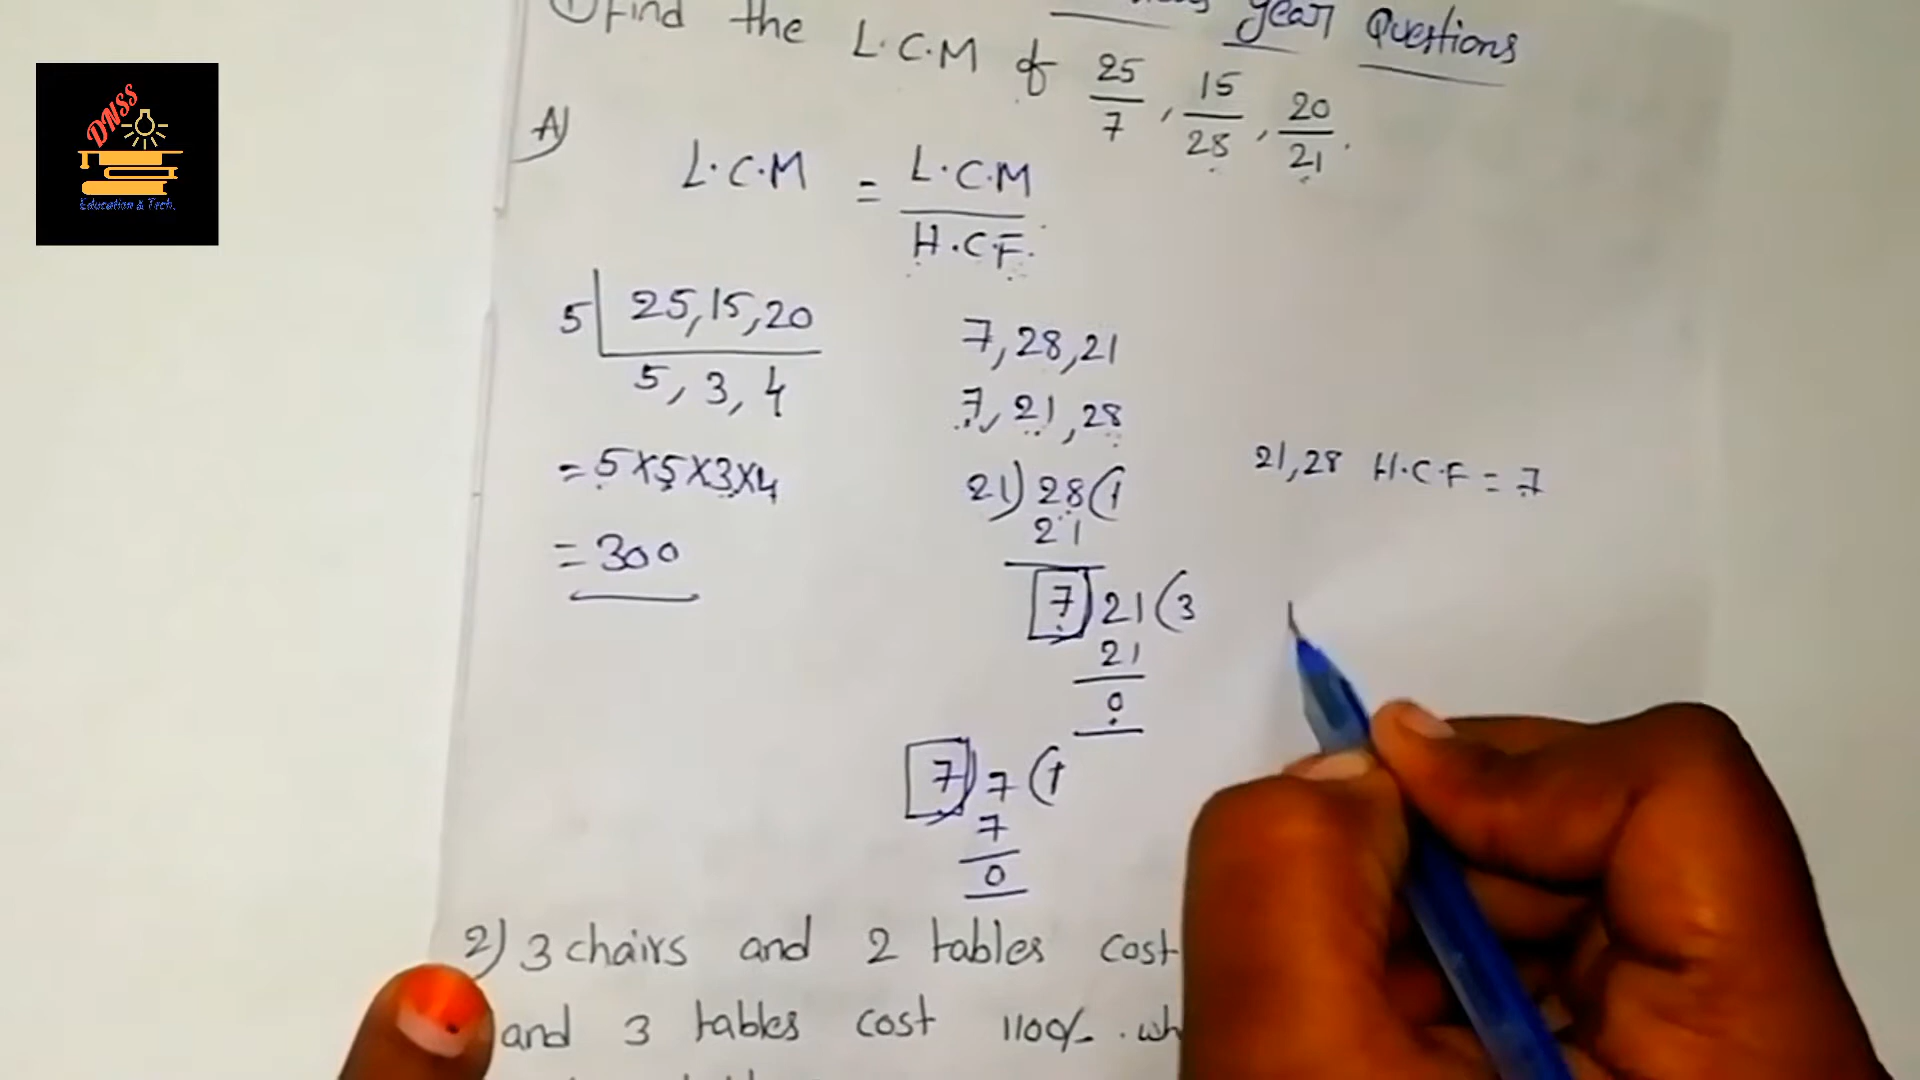 1) Find the L.C.M of 25/7, 15/28, 20/21.
year Questions
A)
L.C.M = L.C.M/H.C.F.
5 | 25, 15, 20
5, 3, 4
= 5×5×3×4
= 300
7, 28, 21
7, 21, 28
21) 28 (1
21
7) 21 (3
21
0
7) 7 (1
7
0
21, 28 H.C.F = 7
2) 3 chairs and 2 tables cost
and 3 tables cost 1100/-.
DNSS
Education & Tech.